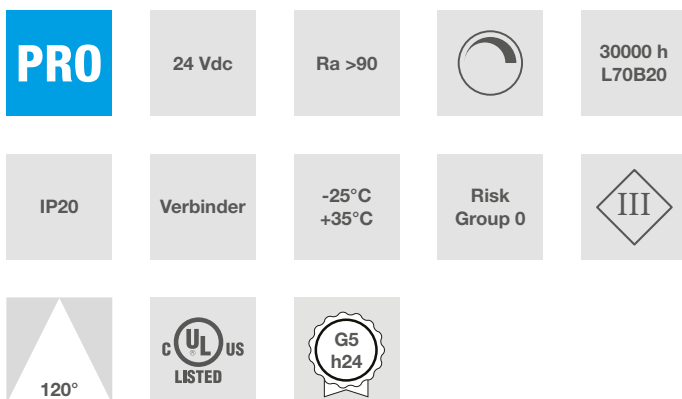 PRO
24 Vdc
Ra >90
30000 h
L70B20
IP20
Verbinder
-25°C
+35°C
Risk
Group 0
III
120°
C UL US
®
LISTED
G5
h24